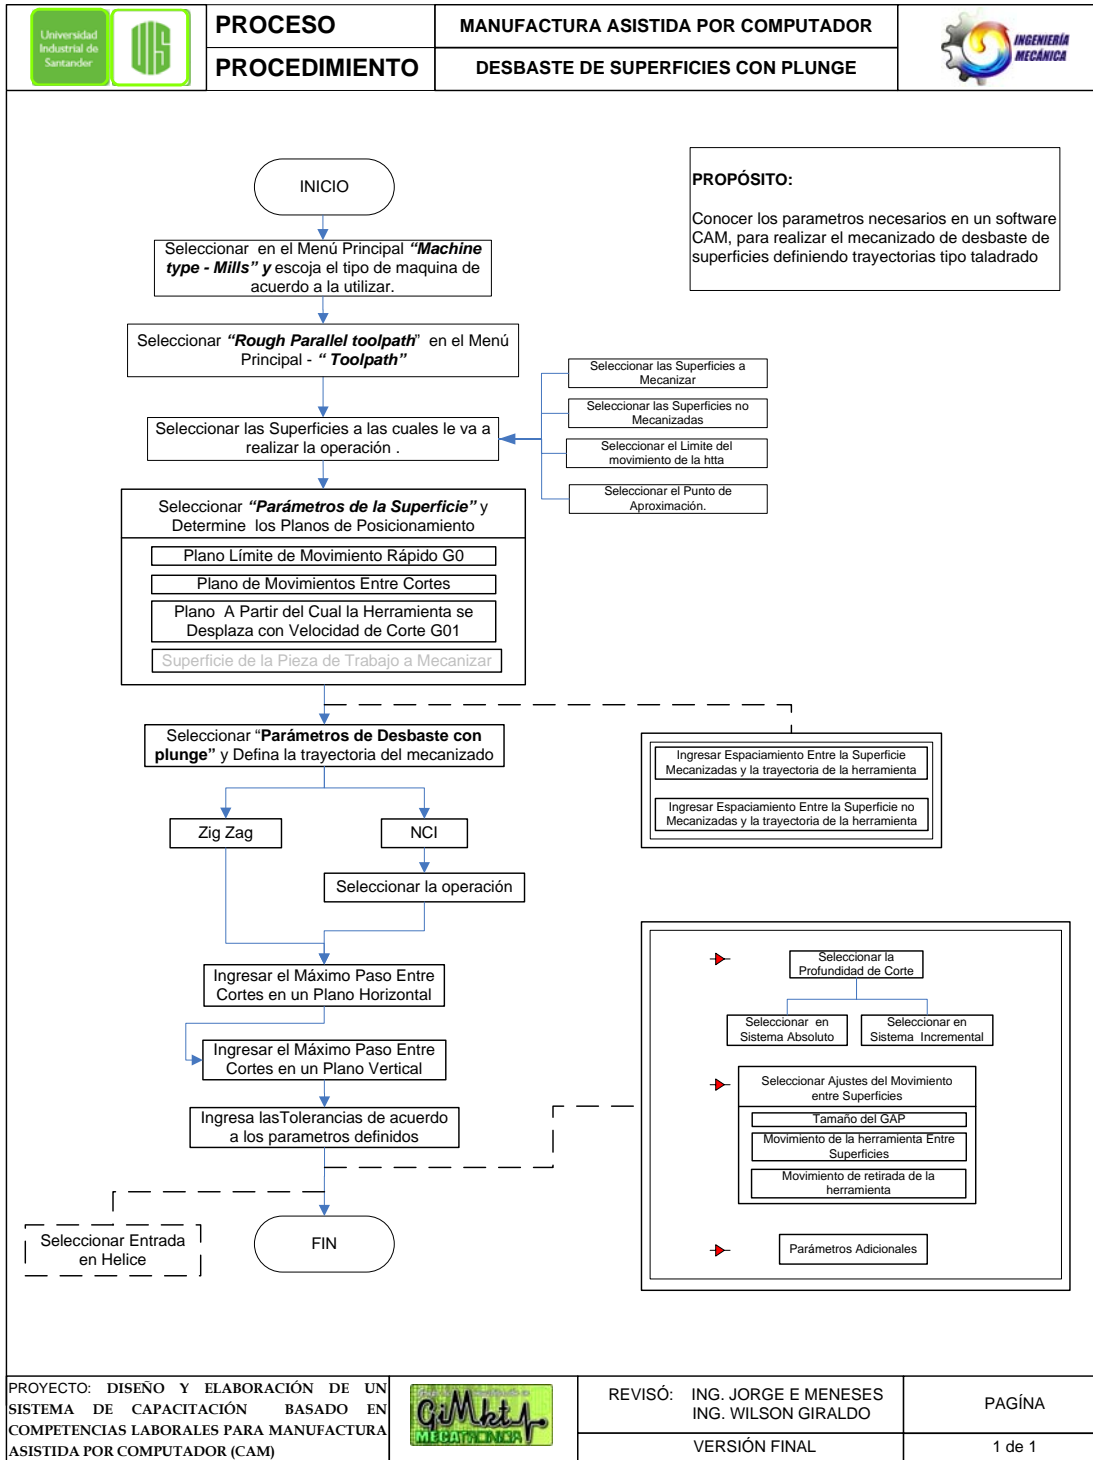 Universidad
Industrial de
Santander
UIS
PROCESO
MANUFACTURA ASISTIDA POR COMPUTADOR
PROCEDIMIENTO
DESBASTE DE SUPERFICIES CON PLUNGE
INGENIERÍA
MECÁNICA
INICIO
PROPÓSITO:
Conocer los parametros necesarios en un software
CAM, para realizar el mecanizado de desbaste de
superficies definiendo trayectorias tipo taladrado
Seleccionar en el Menú Principal “Machine
type - Mills” y escoja el tipo de maquina de
acuerdo a la utilizar.
Seleccionar “Rough Parallel toolpath” en el Menú
Principal - “ Toolpath”
Seleccionar las Superficies a las cuales le va a
realizar la operación .
Seleccionar las Superficies a
Mecanizar
Seleccionar las Superficies no
Mecanizadas
Seleccionar el Limite del
movimiento de la htta
Seleccionar el Punto de
Aproximación.
Seleccionar “Parámetros de la Superficie” y
Determine los Planos de Posicionamiento
Plano Límite de Movimiento Rápido G0
Plano de Movimientos Entre Cortes
Plano A Partir del Cual la Herramienta se
Desplaza con Velocidad de Corte G01
Superficie de la Pieza de Trabajo a Mecanizar
Seleccionar “Parámetros de Desbaste con
plunge” y Defina la trayectoria del mecanizado
Ingresar Espaciamiento Entre la Superficie
Mecanizadas y la trayectoria de la herramienta
Ingresar Espaciamiento Entre la Superficie no
Mecanizadas y la trayectoria de la herramienta
Zig Zag
NCI
Seleccionar la operación
Ingresar el Máximo Paso Entre
Cortes en un Plano Horizontal
Ingresar el Máximo Paso Entre
Cortes en un Plano Vertical
Ingresa lasTolerancias de acuerdo
a los parametros definidos
Seleccionar la
Profundidad de Corte
Seleccionar en
Sistema Absoluto
Seleccionar en
Sistema Incremental
Seleccionar Ajustes del Movimiento
entre Superficies
Tamaño del GAP
Movimiento de la herramienta Entre
Superficies
Movimiento de retirada de la
herramienta
Parámetros Adicionales
Seleccionar Entrada
en Helice
FIN
PROYECTO: DISEÑO Y ELABORACIÓN DE UN
SISTEMA DE CAPACITACIÓN BASADO EN
COMPETENCIAS LABORALES PARA MANUFACTURA
ASISTIDA POR COMPUTADOR (CAM)
MECATRONICA
REVISÓ: ING. JORGE E MENESES
ING. WILSON GIRALDO
VERSIÓN FINAL
PAGÍNA
1 de 1